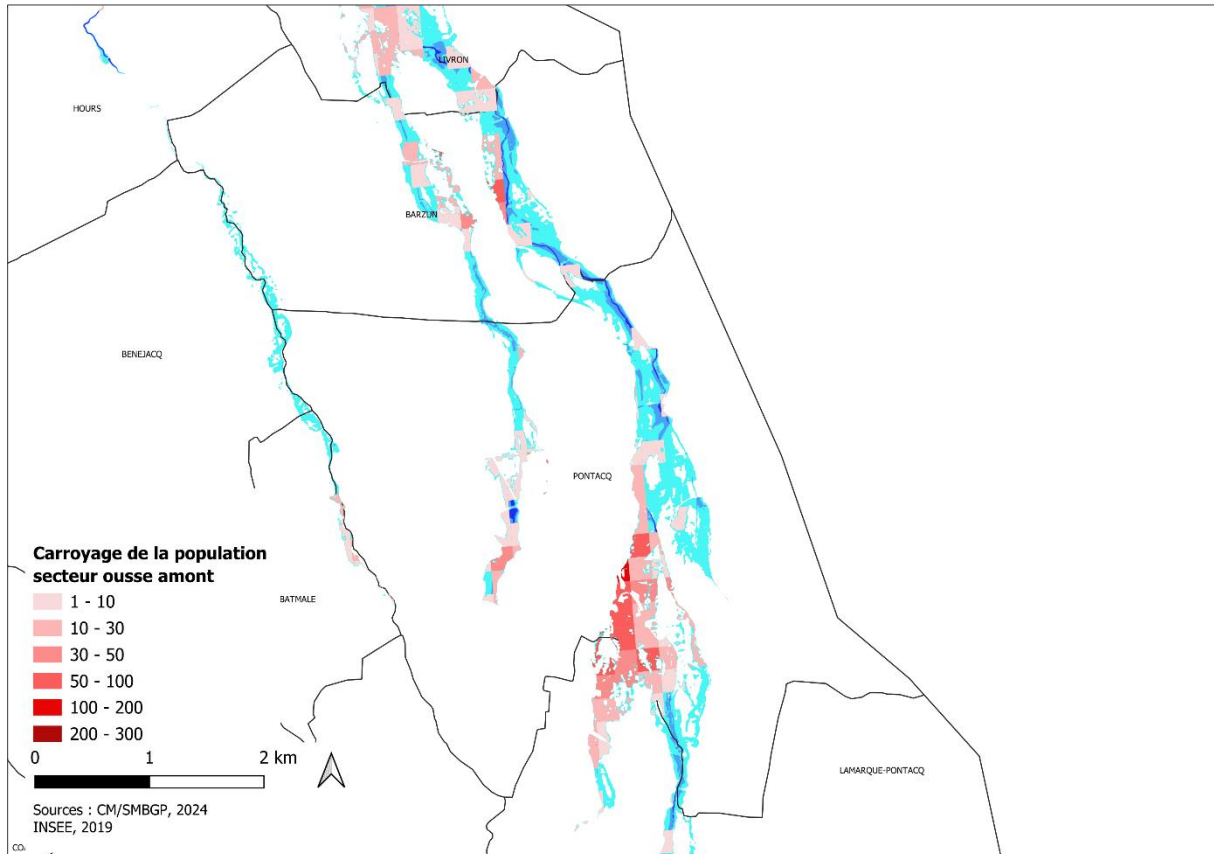 LIVRON
HOURS
BARZUN
BENEJACQ
PONTACQ
Carroyage de la population
secteur ousse amont
1 - 10
10 - 30
30 - 50
50 - 100
100 - 200
200 - 300
BATMALE
0 1 2 km
LAMARQUE-PONTACQ
Sources : CM/SMBGP, 2024
INSEE, 2019